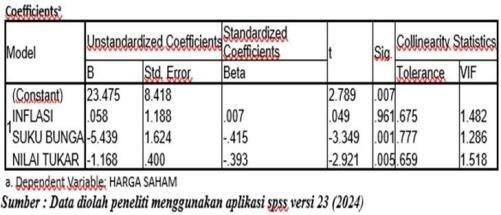 Coefficientsª
Model Unstandardized Coefficients Standardized Coefficients t Sig. Collinearity Statistics
B Std. Error Beta Tolerance VIF
1 (Constant) 23.475 8.418 2.789 .007
INFLASI .058 1.188 .007 .049 .961 .675 1.482
SUKU BUNGA -5.439 1.624 -.415 -3.349 .001 .777 1.286
NILAI TUKAR -1.168 .400 -.393 -2.921 .005 .659 1.518
a. Dependent Variable: HARGA SAHAM
Sumber : Data diolah peneliti menggunakan aplikasi spss versi 23 (2024)